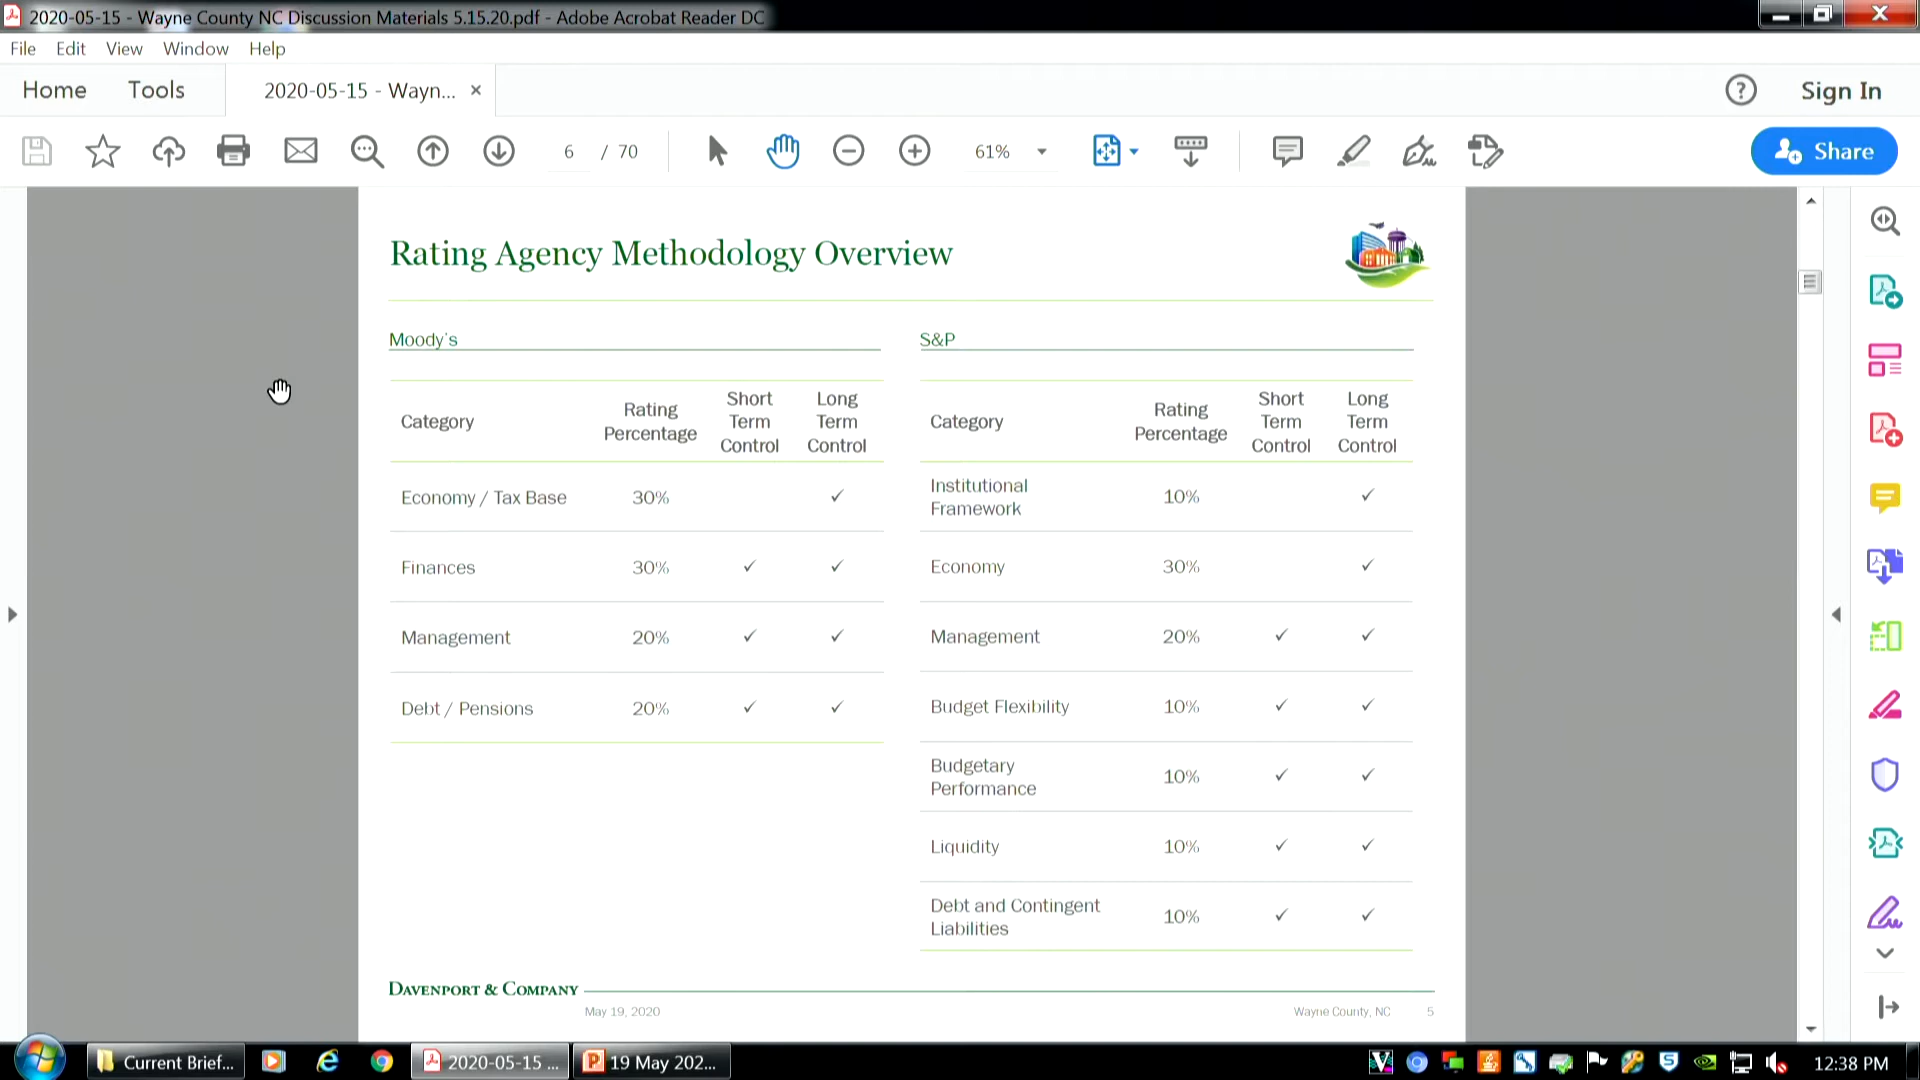 2020-05-15 - Wayne County NC Discussion Materials 5.15.20.pdf - Adobe Acrobat Reader DC
File Edit View Window Help
Home Tools 2020-05-15 - Wayn... × ? Sign In
6 / 70 61% Share
Rating Agency Methodology Overview
Moody's
Category Rating Percentage Short Term Control Long Term Control
Economy / Tax Base 30% ✓
Finances 30% ✓ ✓
Management 20% ✓ ✓
Debt / Pensions 20% ✓ ✓
S&P
Category Rating Percentage Short Term Control Long Term Control
Institutional Framework 10% ✓
Economy 30% ✓
Management 20% ✓ ✓
Budget Flexibility 10% ✓ ✓
Budgetary Performance 10% ✓ ✓
Liquidity 10% ✓ ✓
Debt and Contingent Liabilities 10% ✓ ✓
Davenport & Company
May 19, 2020 Wayne County, NC 5
Current Brief... 2020-05-15 ... 19 May 202... 12:38 PM